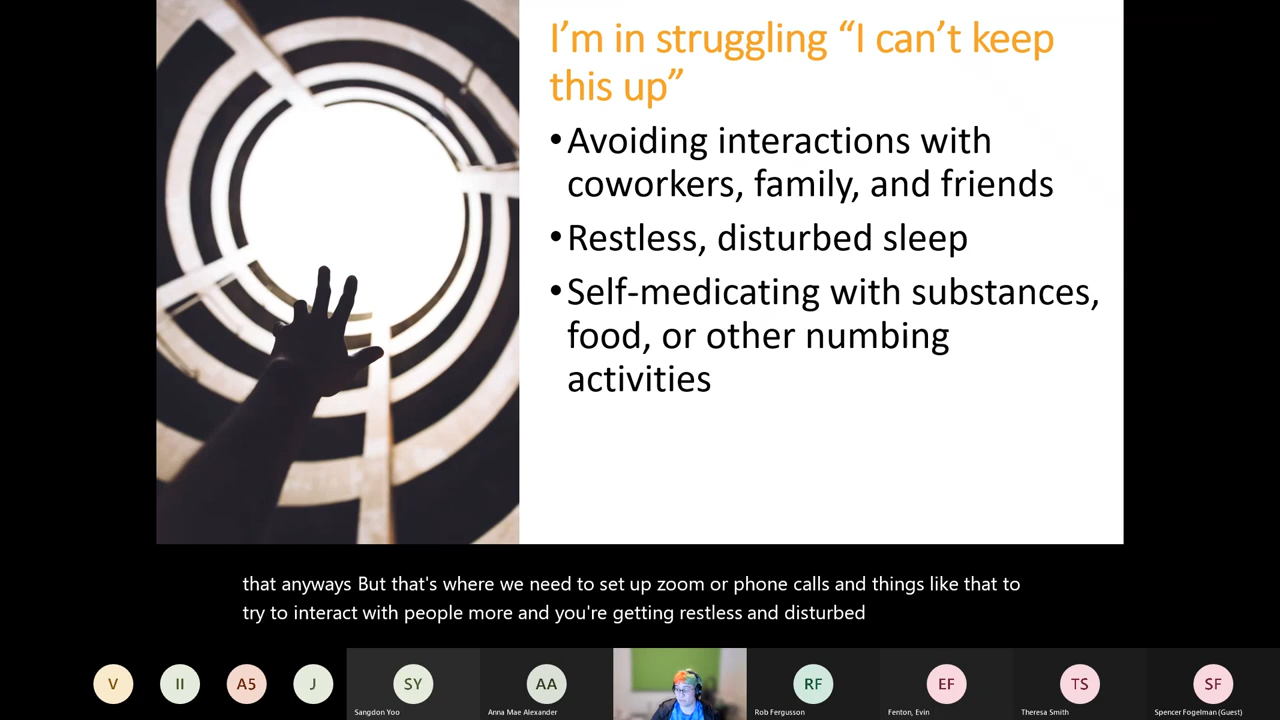 I’m in struggling “I can’t keep
this up”
•Avoiding interactions with
coworkers, family, and friends
•Restless, disturbed sleep
•Self-medicating with substances,
food, or other numbing
activities
that anyways But that's where we need to set up zoom or phone calls and things like that to
try to interact with people more and you're getting restless and disturbed
V II A5 J SY AA RF EF TS SF
Sangdon Yoo Anna Mae Alexander Rob Fergusson Fenton, Evin Theresa Smith Spencer Fogelman (Guest)